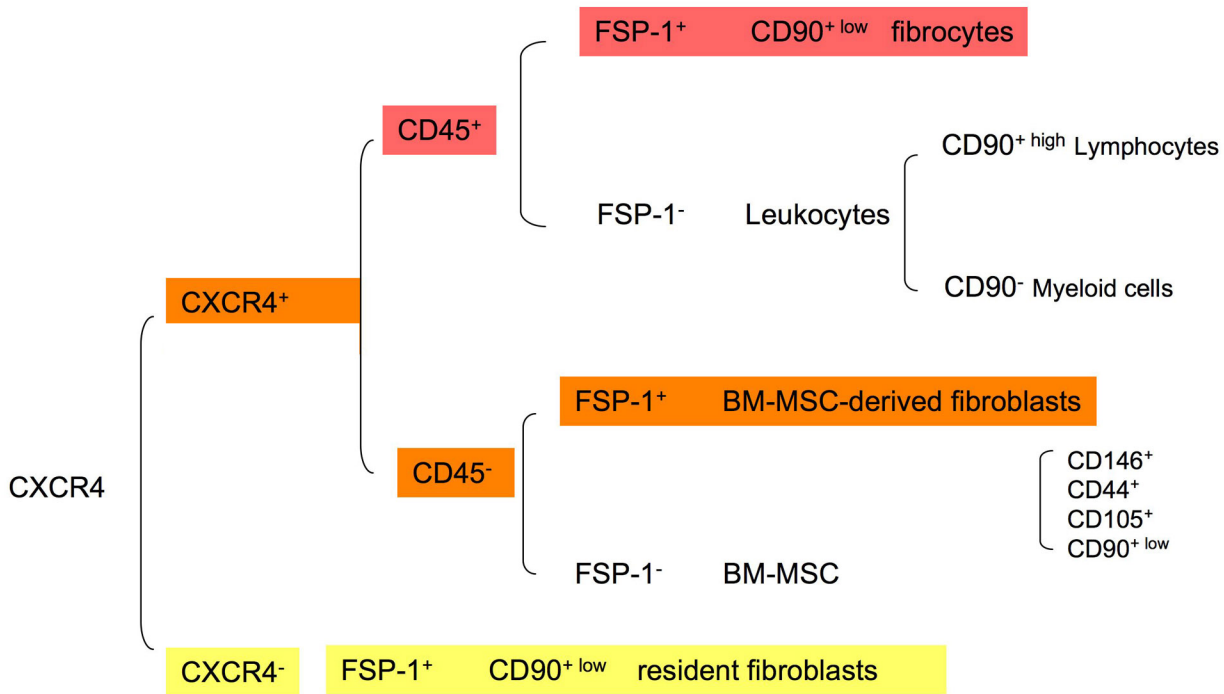 FSP-1⁺ CD90⁺ ˡᵒʷ fibrocytes
CD45⁺
CD90⁺ ʰⁱᵍʰ Lymphocytes
FSP-1⁻ Leukocytes
CD90⁻ Myeloid cells
CXCR4⁺
FSP-1⁺ BM-MSC-derived fibroblasts
CD45⁻
CD146⁺
CD44⁺
CD105⁺
CD90⁺ ˡᵒʷ
CXCR4
FSP-1⁻ BM-MSC
CXCR4⁻ FSP-1⁺ CD90⁺ ˡᵒʷ resident fibroblasts